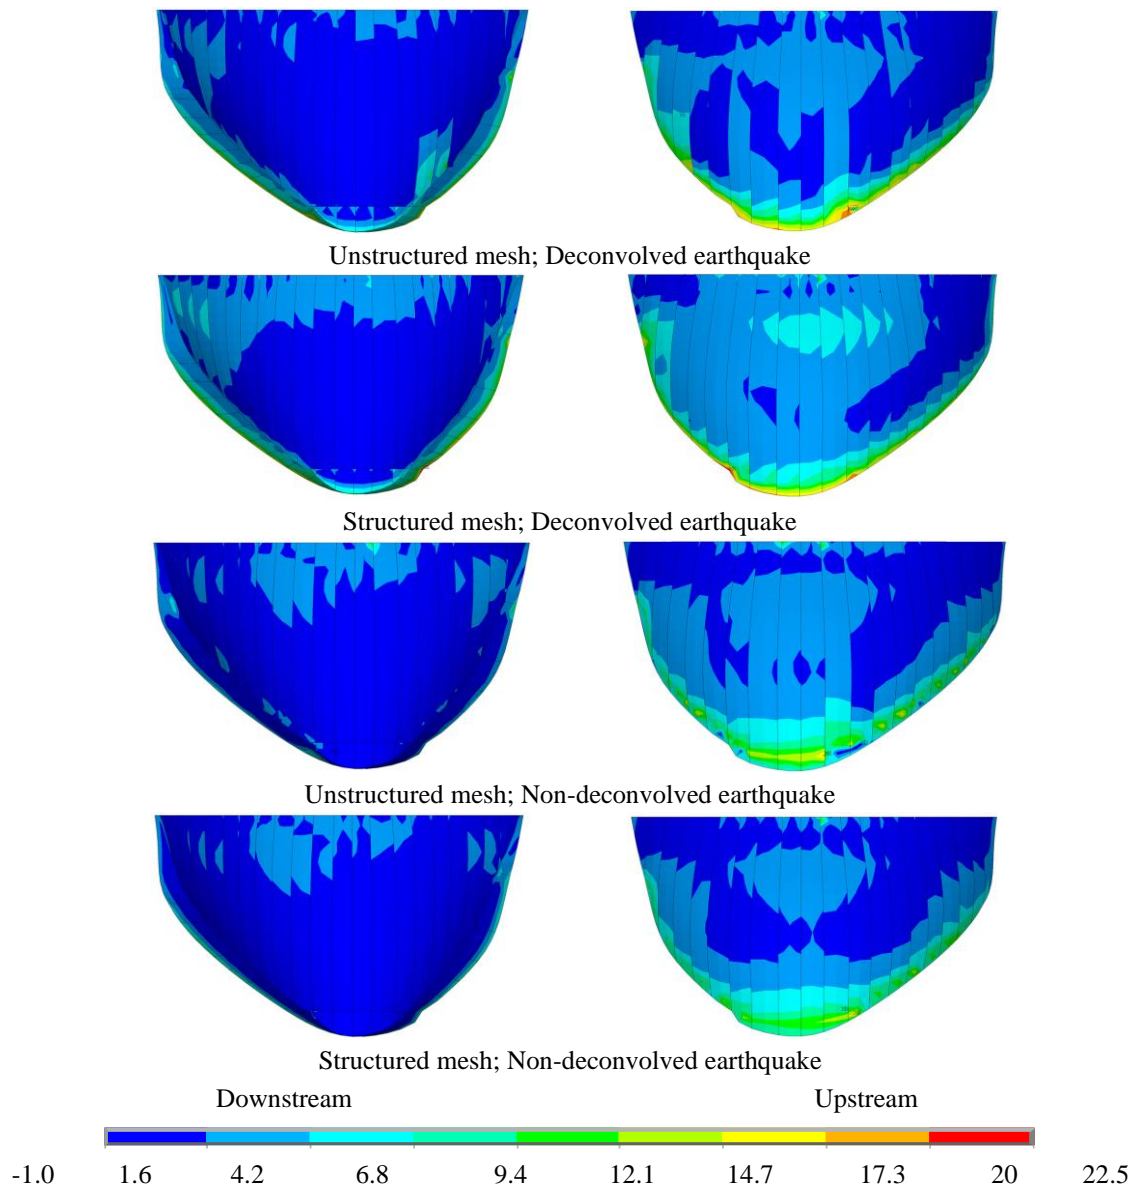 Unstructured mesh; Deconvolved earthquake
Structured mesh; Deconvolved earthquake
Unstructured mesh; Non-deconvolved earthquake
Structured mesh; Non-deconvolved earthquake
Downstream Upstream
-1.0 1.6 4.2 6.8 9.4 12.1 14.7 17.3 20 22.5